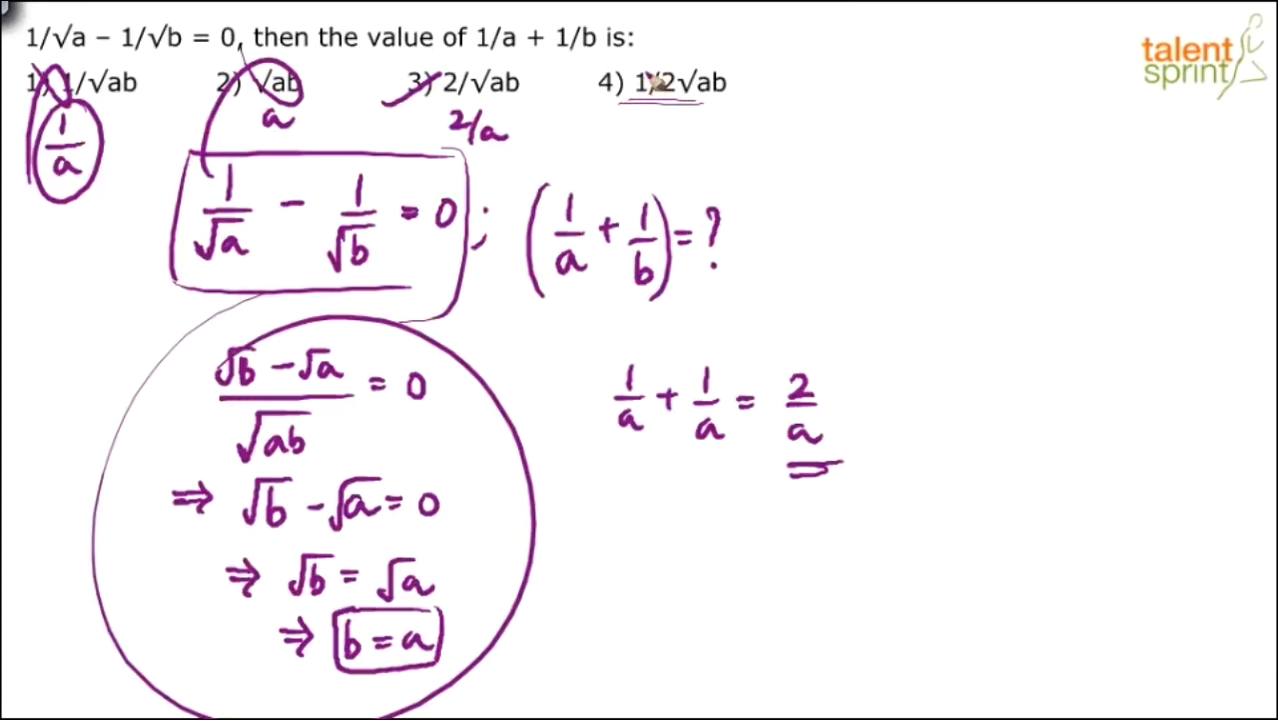 1/√a – 1/√b = 0, then the value of 1/a + 1/b is:
talent
sprint
1) 1/√ab 2) √ab 3) 2/√ab 4) 1/2√ab
1/a a 2/a
1/√a - 1/√b = 0 ; (1/a + 1/b) = ?
(√b - √a)/√ab = 0
1/a + 1/a = 2/a
⇒ √b - √a = 0
⇒ √b = √a
⇒ b = a